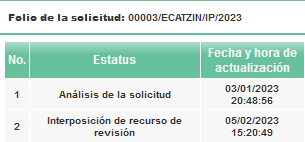 Folio de la solicitud: 00003/ECATZIN/IP/2023
No. Estatus Fecha y hora de
actualización
1 Análisis de la solicitud 03/01/2023
20:48:56
2 Interposición de recurso de
revisión 05/02/2023
15:20:49